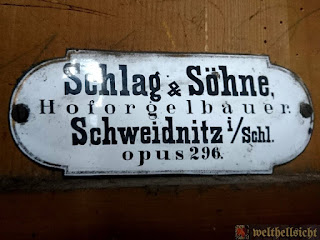 Schlag & Söhne,
Hoforgelbauer.
Schweidnitz i/Schl.
opus 296.
welthellsicht